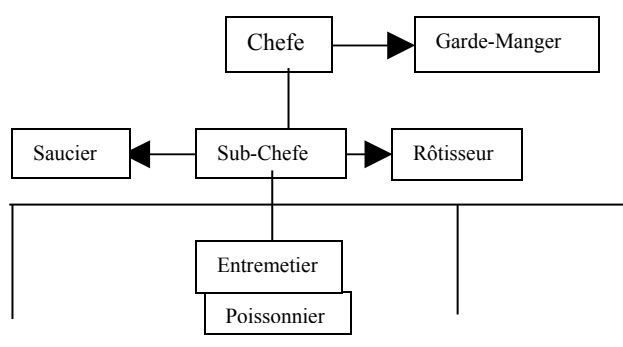 Chefe
Garde-Manger
Saucier
Sub-Chefe
Rôtisseur
Entremetier
Poissonnier